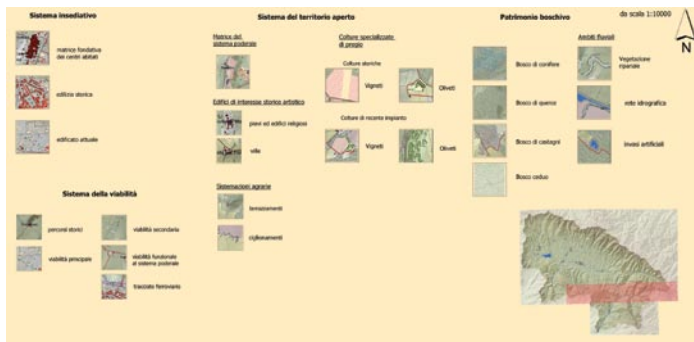 Sistema insediativo
matrice fondativa
dei centri abitati
edilizia storica
edificato attuale
Sistema della viabilità
percorsi storici
viabilità principale
viabilità secondaria
viabilità funzionale
al sistema poderale
tracciato ferroviario
Sistema del territorio aperto
Matrice del
sistema poderale
Edifici di interesse storico artistico
pievi ed edifici religiosi
ville
Sistemazioni agrarie
terrazzamenti
ciglionamenti
Colture specializzate
di pregio
Colture storiche
Vigneti
Oliveti
Colture di recente impianto
Vigneti
Oliveti
Patrimonio boschivo
Bosco di conifere
Bosco di querce
Bosco di castagni
Bosco ceduo
Ambiti fluviali
Vegetazione
ripariale
rete idrografica
invasi artificiali
da scala 1:10000
N